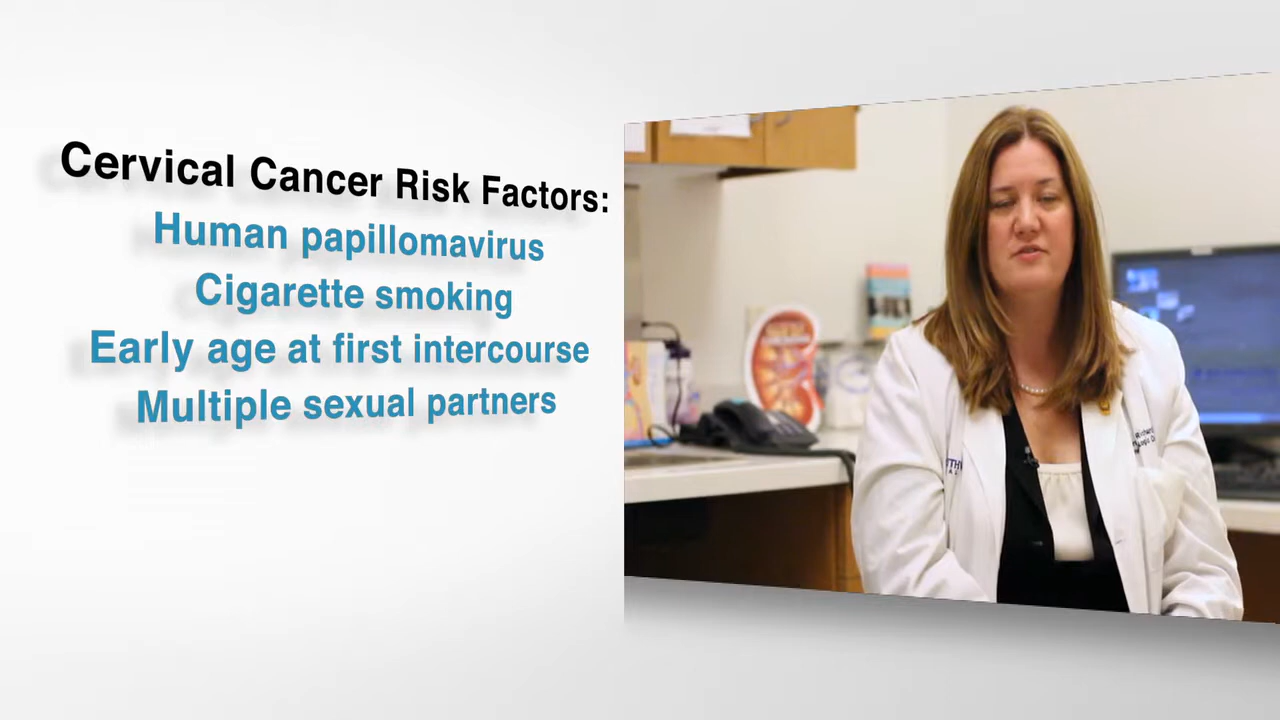 Cervical Cancer Risk Factors:
Human papillomavirus
Cigarette smoking
Early age at first intercourse
Multiple sexual partners